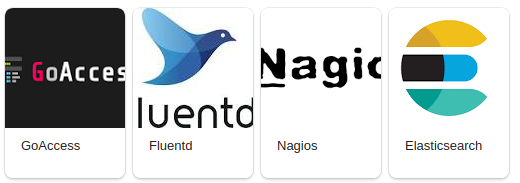 GoAcces
luentd
Nagio
GoAccess
Fluentd
Nagios
Elasticsearch